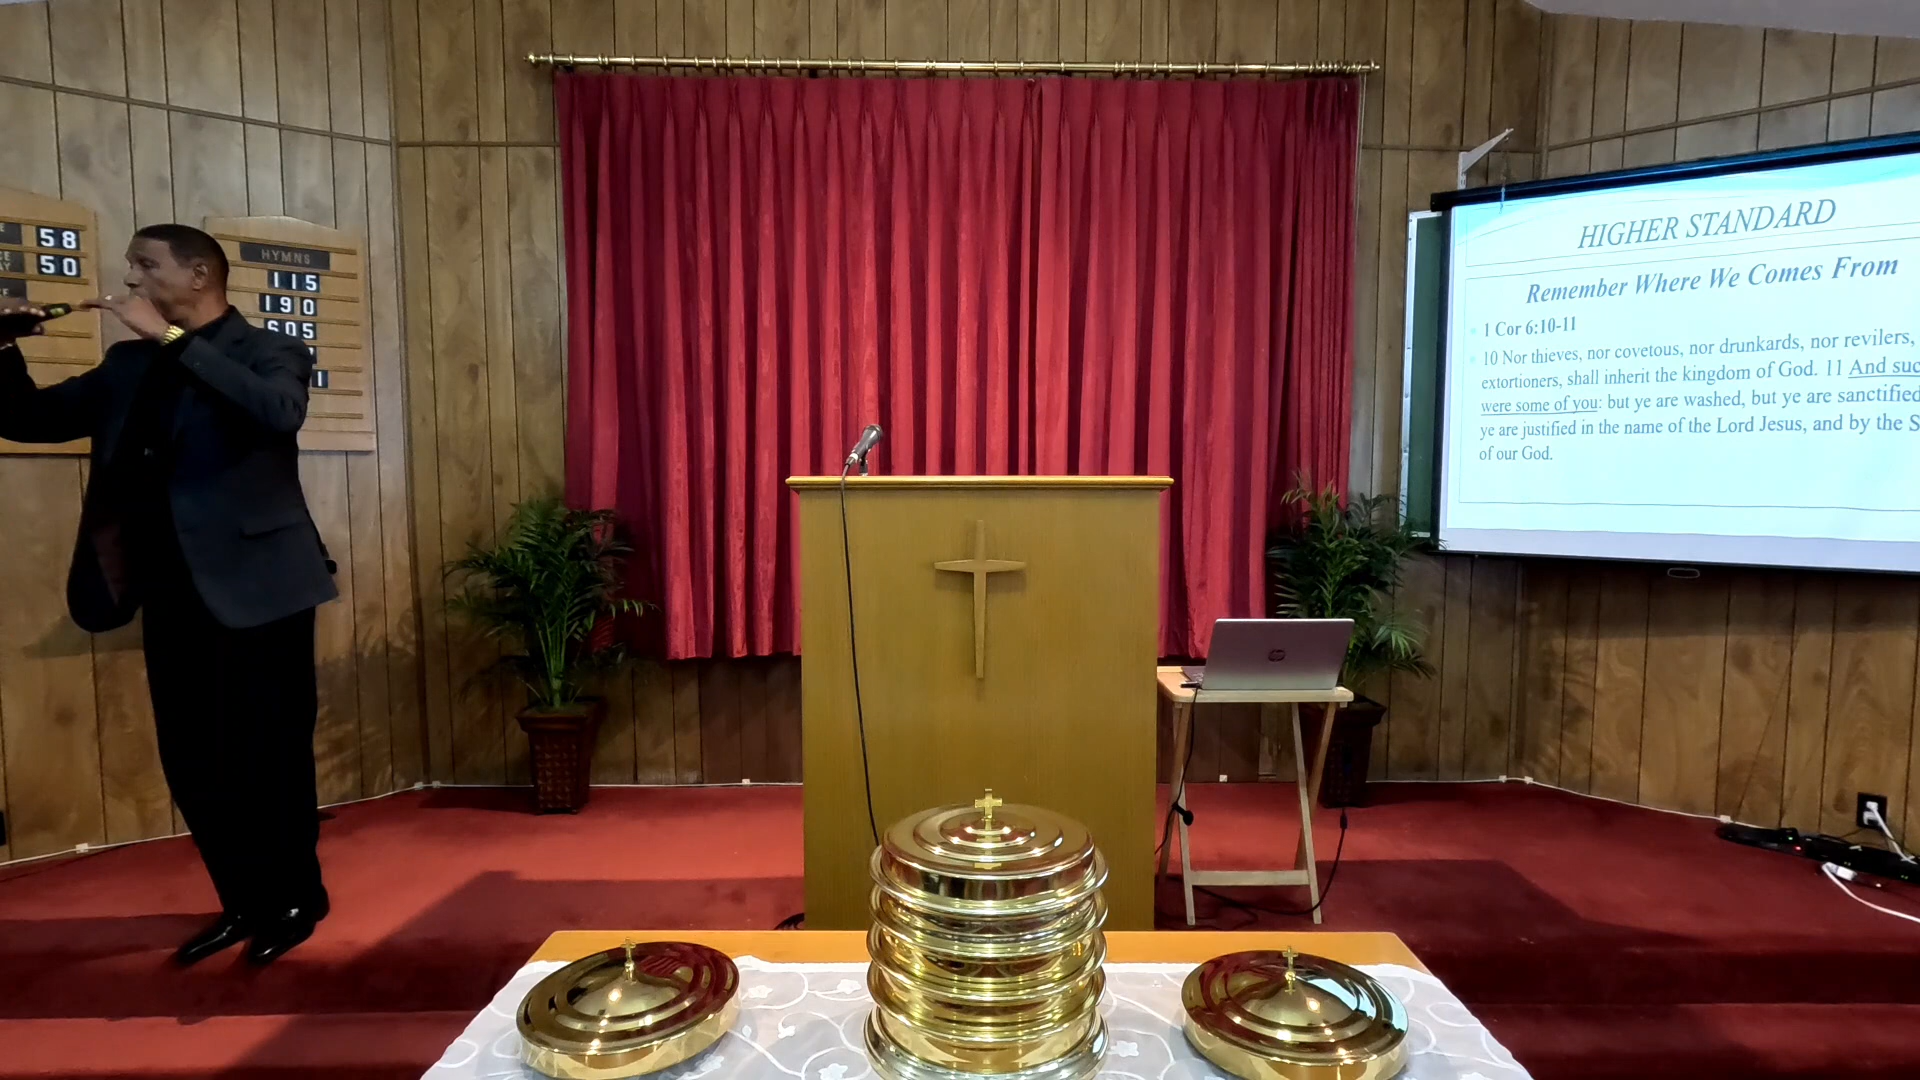 58
50
HYMNS
115
190
605
1
HIGHER STANDARD
Remember Where We Comes From
1 Cor 6:10-11
10 Nor thieves, nor covetous, nor drunkards, nor revilers,
extortioners, shall inherit the kingdom of God. 11 And
were some of you: but ye are washed, but ye are sanctified
ye are justified in the name of the Lord Jesus, and by the
of our God.
hp